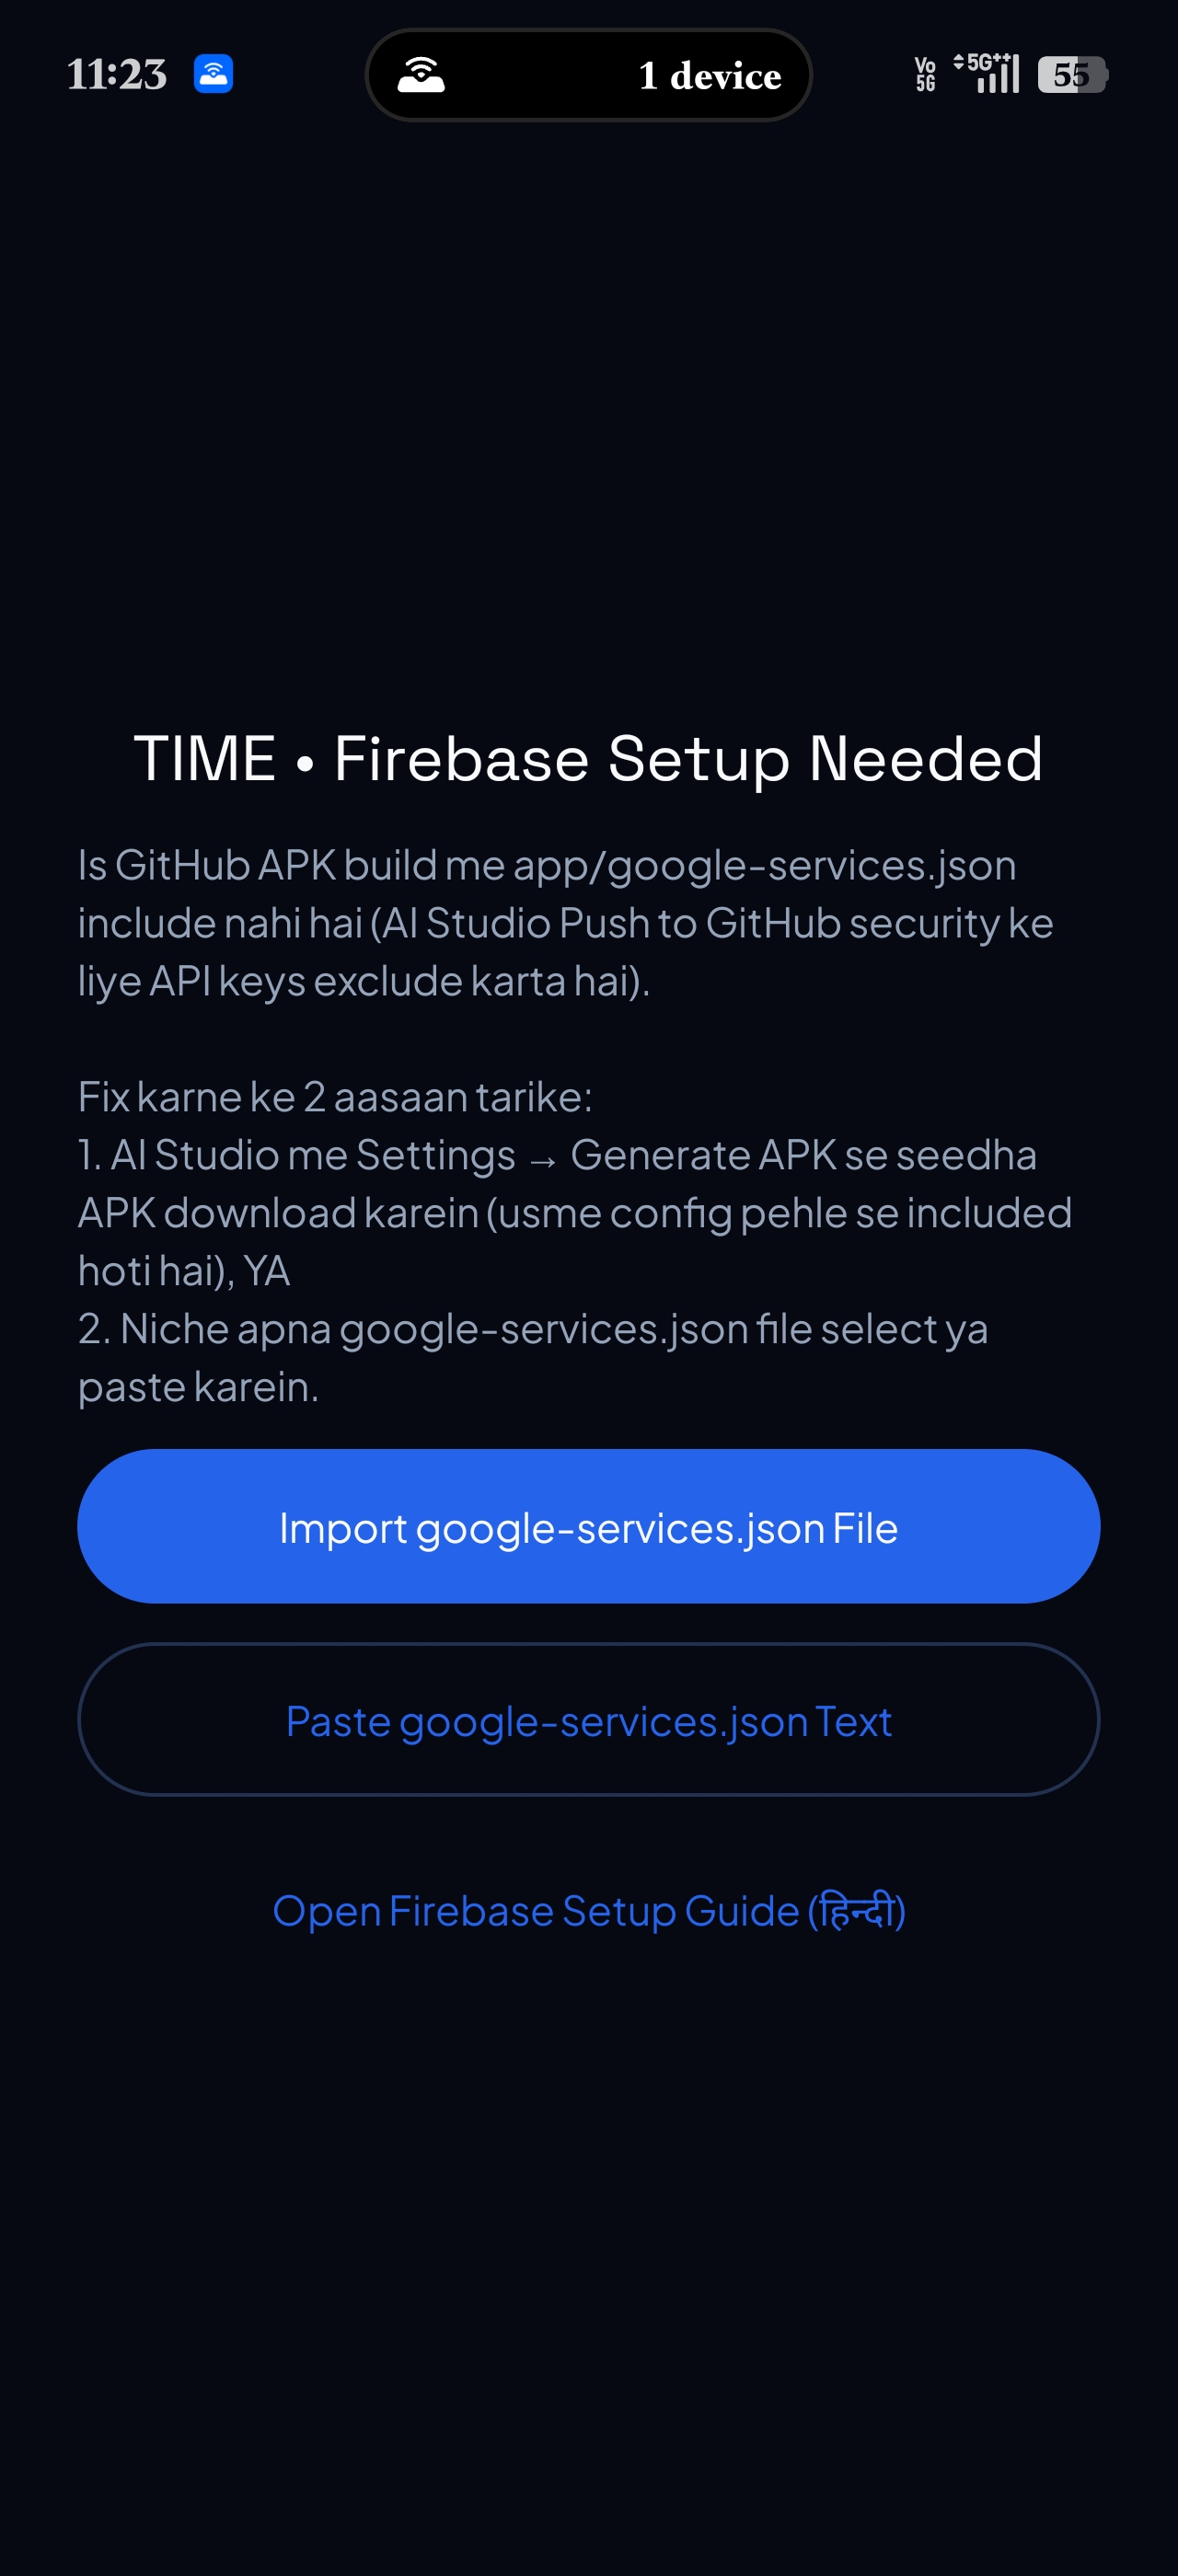 11:23
1 device
Vo
5G
5G++
55
TIME • Firebase Setup Needed
Is GitHub APK build me app/google-services.json
include nahi hai (AI Studio Push to GitHub security ke
liye API keys exclude karta hai).
Fix karne ke 2 aasaan tarike:
1. AI Studio me Settings → Generate APK se seedha
APK download karein (usme config pehle se included
hoti hai), YA
2. Niche apna google-services.json file select ya
paste karein.
Import google-services.json File
Paste google-services.json Text
Open Firebase Setup Guide (हिन्दी)